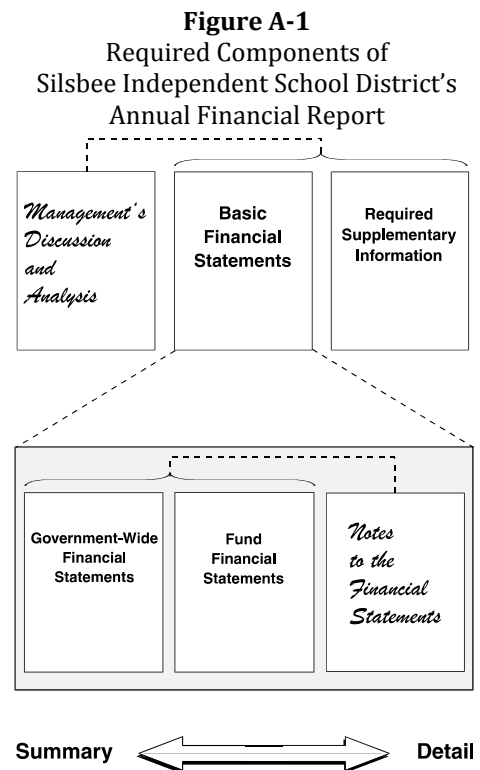 Figure A-1
Required Components of
Silsbee Independent School District's
Annual Financial Report
Management's
Discussion
and
Analysis
Basic
Financial
Statements
Required
Supplementary
Information
Government-Wide
Financial
Statements
Fund
Financial
Statements
Notes
to the
Financial
Statements
Summary
Detail